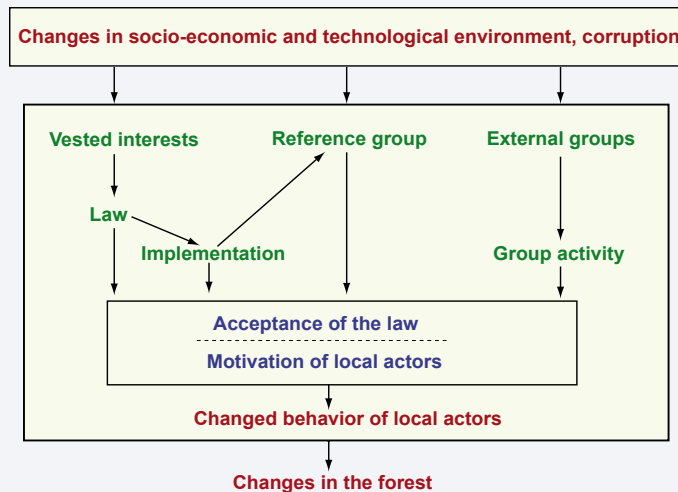 Changes in socio-economic and technological environment, corruption
Vested interests
Reference group
External groups
Law
Implementation
Group activity
Acceptance of the law
Motivation of local actors
Changed behavior of local actors
Changes in the forest